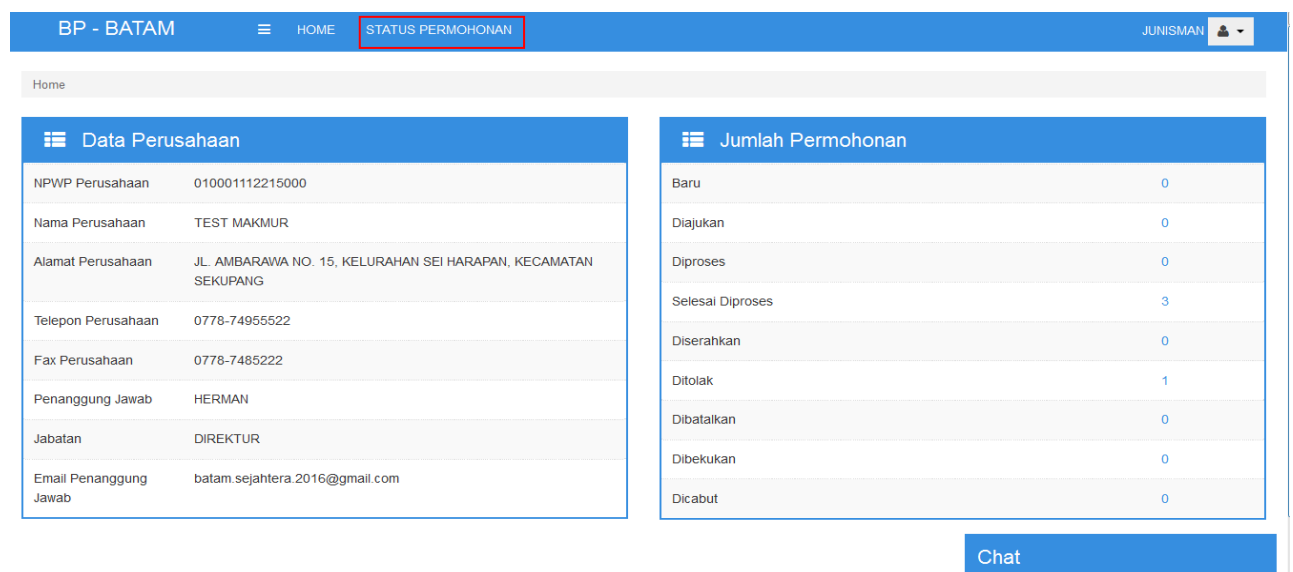 BP - BATAM HOME STATUS PERMOHONAN JUNISMAN
Home
Data Perusahaan
NPWP Perusahaan 010001112215000
Nama Perusahaan TEST MAKMUR
Alamat Perusahaan JL. AMBARAWA NO. 15, KELURAHAN SEI HARAPAN, KECAMATAN
SEKUPANG
Telepon Perusahaan 0778-74955522
Fax Perusahaan 0778-7485222
Penanggung Jawab HERMAN
Jabatan DIREKTUR
Email Penanggung batam.sejahtera.2016@gmail.com
Jawab
Jumlah Permohonan
Baru 0
Diajukan 0
Diproses 0
Selesai Diproses 3
Diserahkan 0
Ditolak 1
Dibatalkan 0
Dibekukan 0
Dicabut 0
Chat